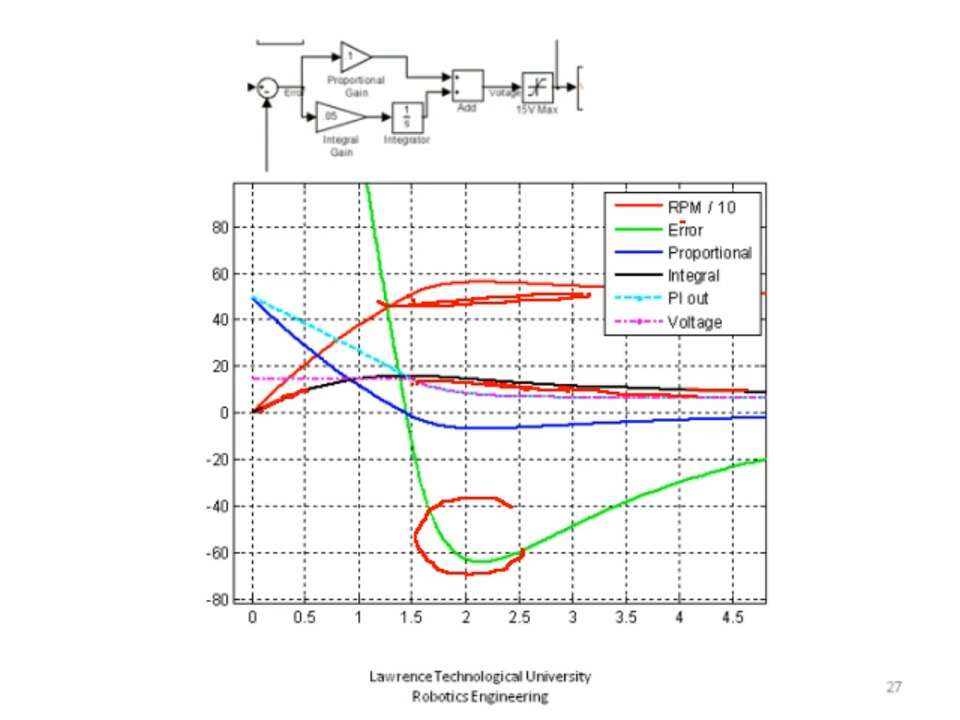 .1
Error
Proportional
Gain
Add
Voltage
15V Max
.05
1
s
Integral
Gain
Integrator
RPM / 10
Error
Proportional
Integral
PI out
Voltage
80
60
40
20
0
-20
-40
-60
-80
0 0.5 1 1.5 2 2.5 3 3.5 4 4.5
Lawrence Technological University
Robotics Engineering
27